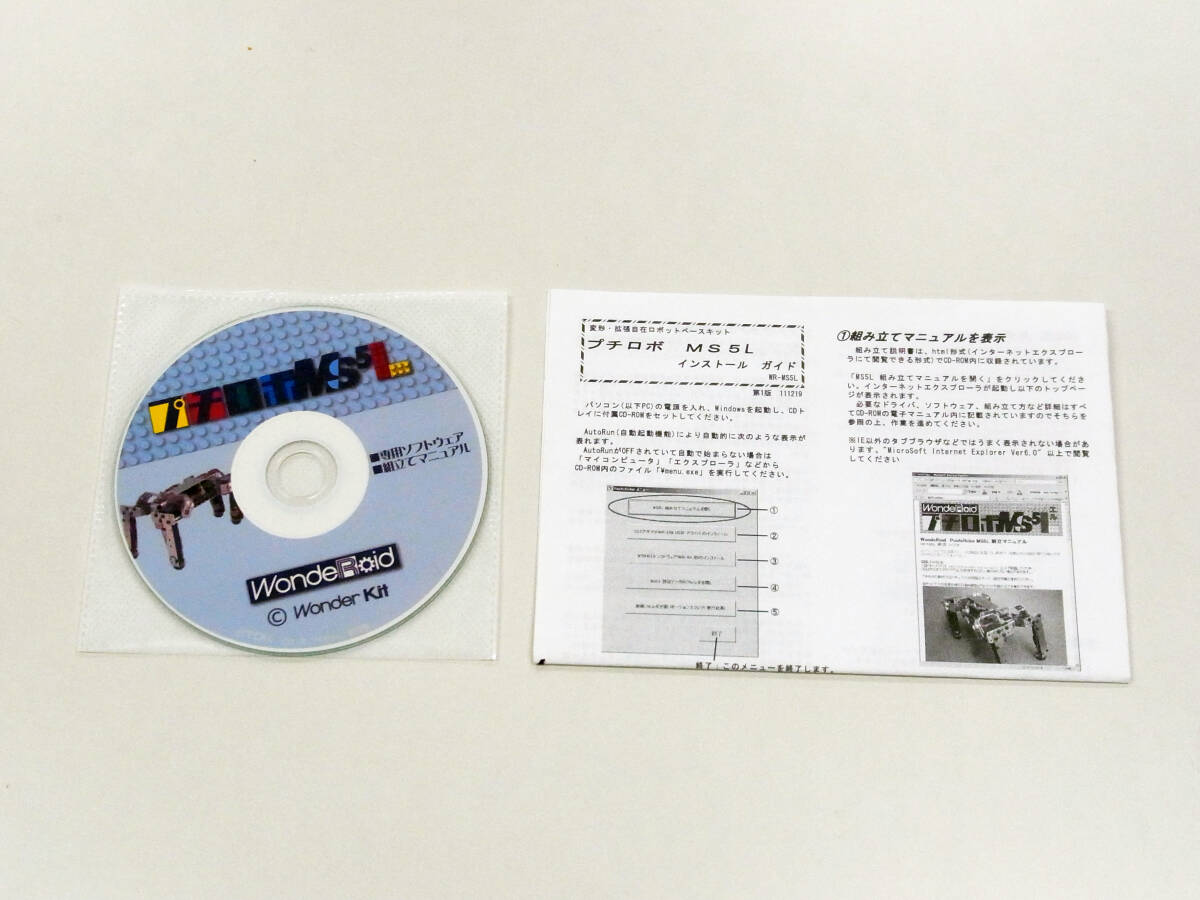 プチロボMS5L
■専用ソフトウェア
■組立てマニュアル
WondeRoid
© Wonder Kit
変形・拡張自在ロボットベースキット
プチロボ MS5L
インストール ガイド
WR-MS5L
第1版 111219
パソコン(以下PC)の電源を入れ、Windowsを起動し、CDト
レイに付属CD-ROMをセットしてください。
AutoRun(自動起動機能)により自動的に次のような表示が
表れます。
AutoRunがOFFされていて自動で始まらない場合は
「マイコンピュータ」「エクスプローラ」などから
CD-ROM内のファイル「Wmenu.exe」を実行してください。
①
②
③
④
⑤
終了
終了:このメニューを終了します。
①組み立てマニュアルを表示
組み立て説明書は、html形式(インターネットエクスプロー
ラにて閲覧できる形式)でCD-ROM内に収録されています。
「MS5L 組み立てマニュアルを開く」をクリックしてくださ
い。インターネットエクスプローラが起動し以下のトップペー
ジが表示されます。
必要なドライバ、ソフトウェア、組み立て方など詳細はすべ
てCD-ROMの電子マニュアル内に記載されていますのでそちらを
参照の上、作業を進めてください。
※IE以外のタブブラウザなどではうまく表示されない場合があ
ります。"MicroSoft Internet Explorer Ver6.0" 以上で閲覧
してください
WondeRoid
プチロボMS5L
エル
WondeRoid PuchiRobo MS5L 組立マニュアル